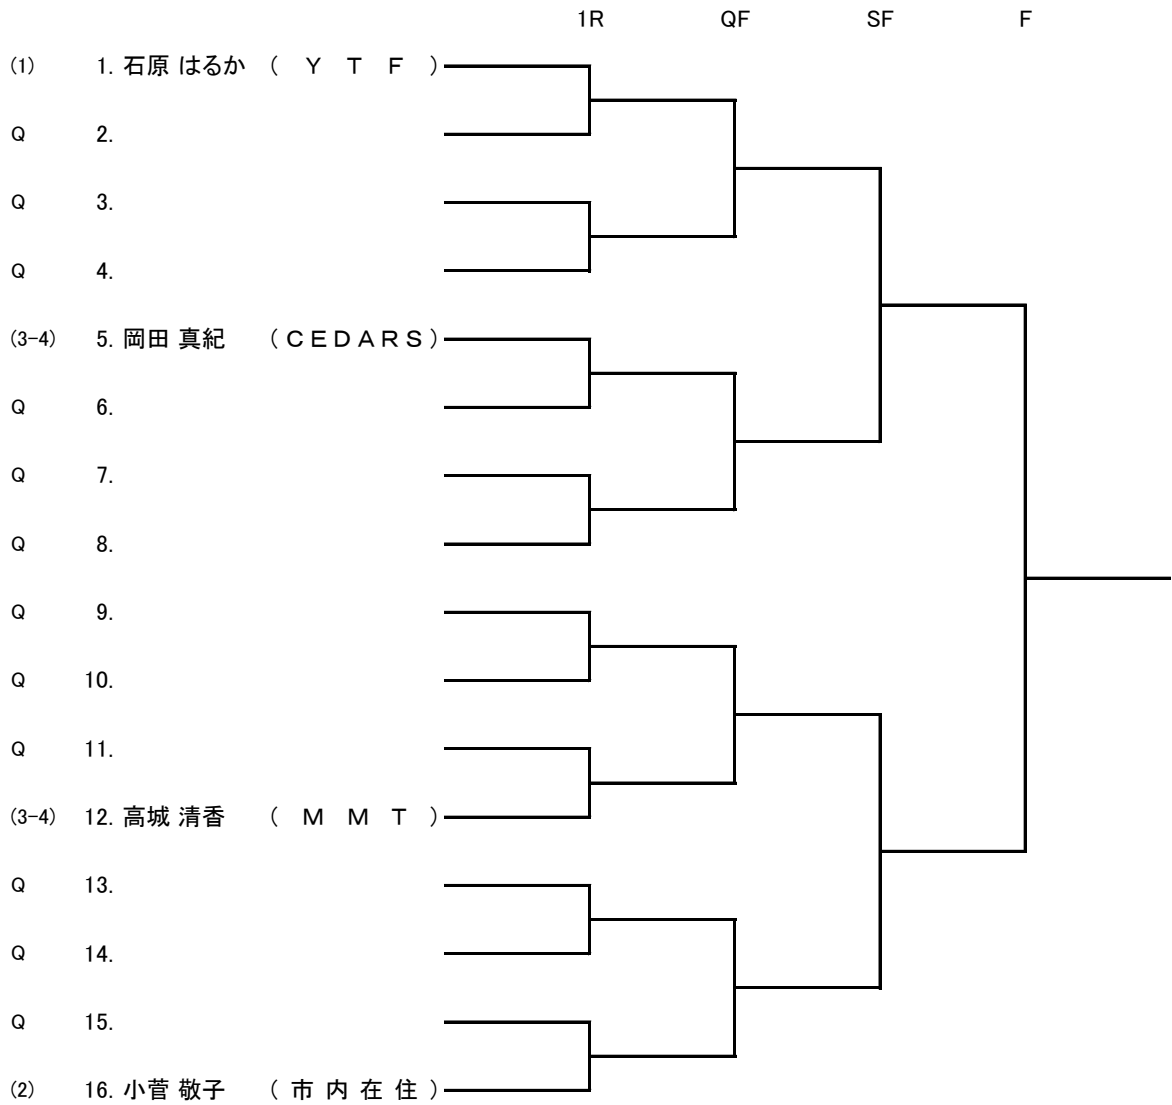 1R QF SF F
(1) 1. 石原 はるか ( Y T F )
Q 2.
Q 3.
Q 4.
(3-4) 5. 岡田 真紀 ( C E D A R S )
Q 6.
Q 7.
Q 8.
Q 9.
Q 10.
Q 11.
(3-4) 12. 高城 清香 ( M M T )
Q 13.
Q 14.
Q 15.
(2) 16. 小菅 敬子 ( 市 内 在 住 )